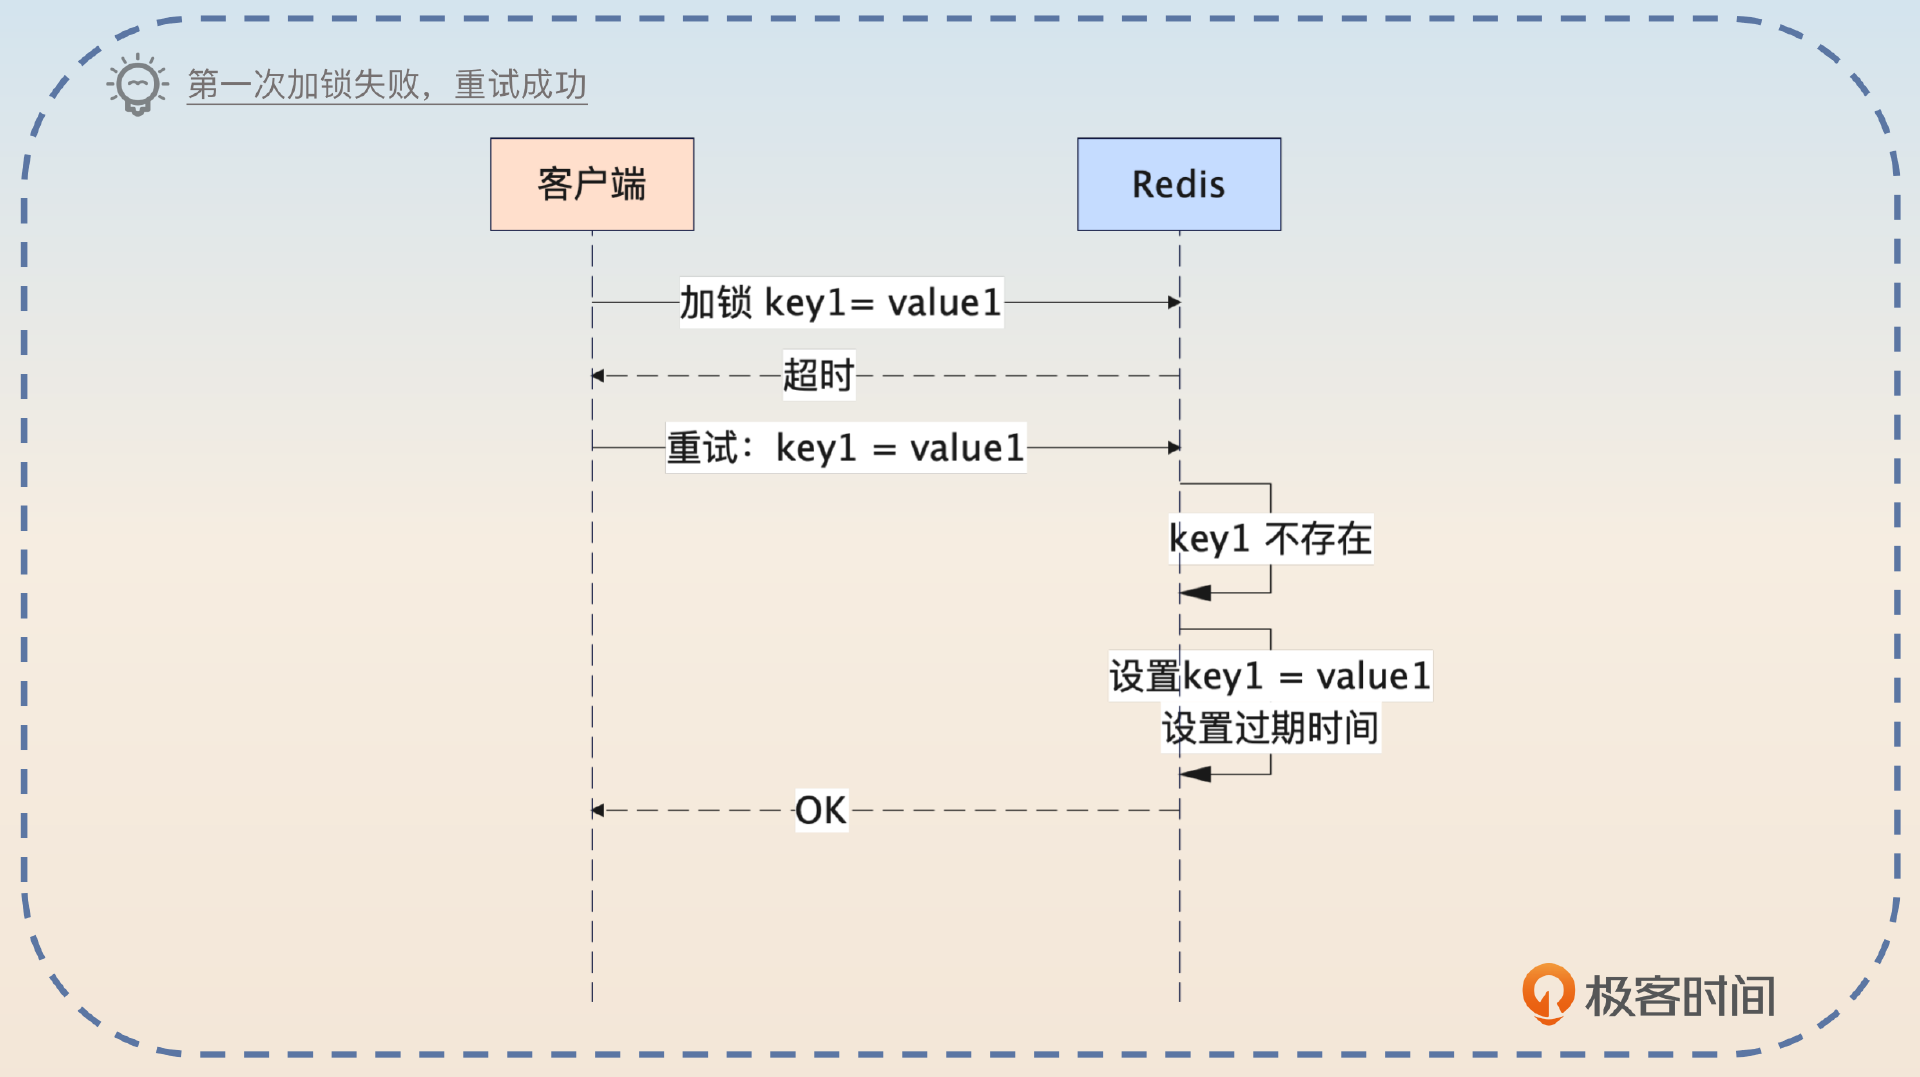 第一次加锁失败，重试成功
客户端
Redis
加锁 key1= value1
超时
重试：key1 = value1
key1 不存在
设置key1 = value1
设置过期时间
OK
极客时间